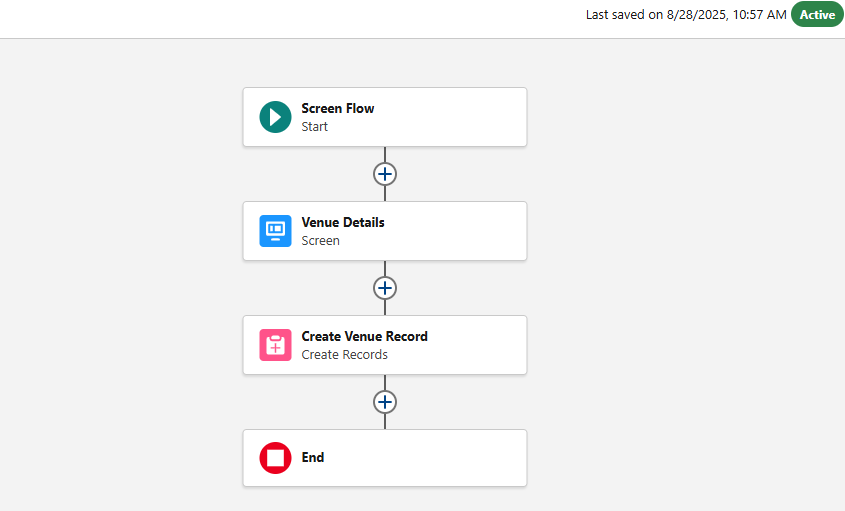 Last saved on 8/28/2025, 10:57 AM Active
Screen Flow
Start
Venue Details
Screen
Create Venue Record
Create Records
End